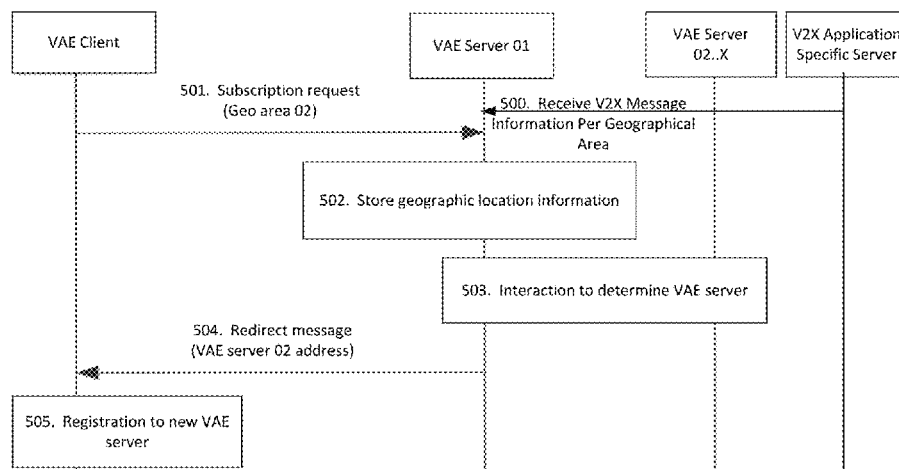 VAE Client
VAE Server 01
VAE Server
02..X
V2X Application
Specific Server
501. Subscription request
(Geo area 02)
500. Receive V2X Message
Information Per Geographical
Area
502. Store geographic location information
503. Interaction to determine VAE server
504. Redirect message
(VAE server 02 address)
505. Registration to new VAE
server